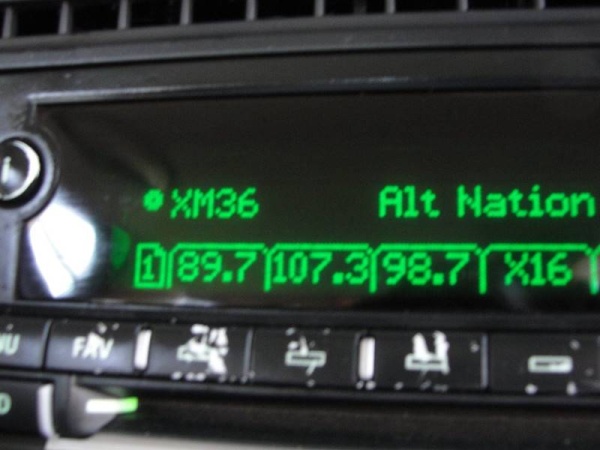 XM36 Alt Nation
1 89.7 107.3 98.7 X16
FAV